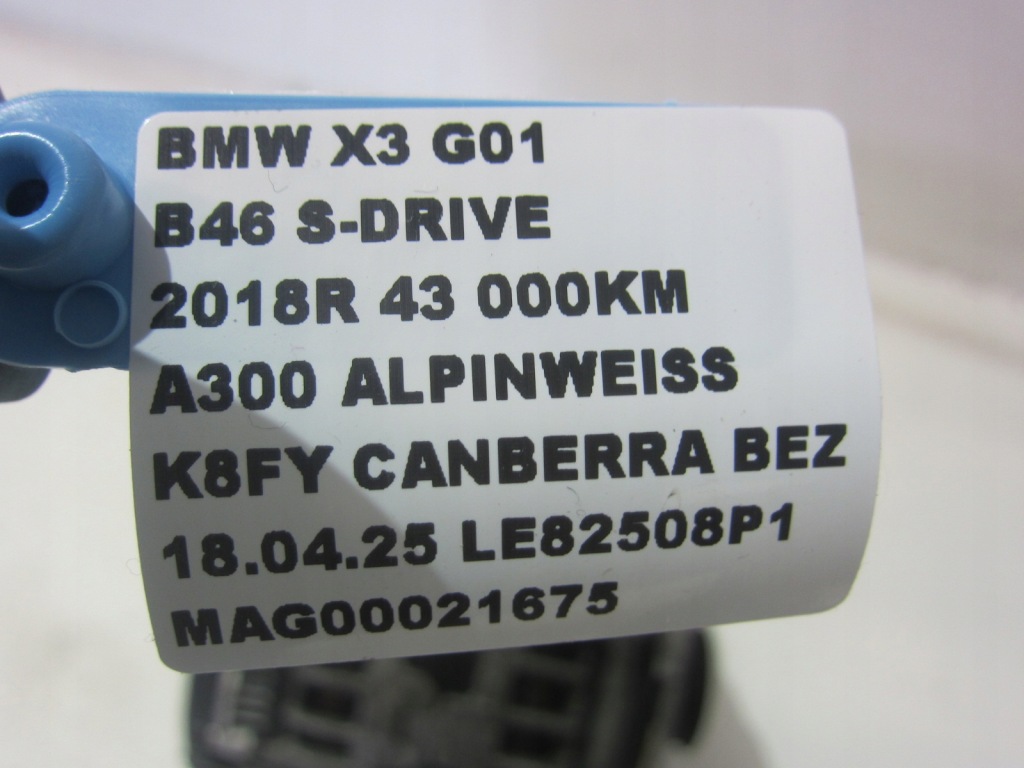 BMW X3 G01
B46 S-DRIVE
2018R 43 000KM
A300 ALPINWEISS
K8FY CANBERRA BEZ
18.04.25 LE82508P1
MAG00021675